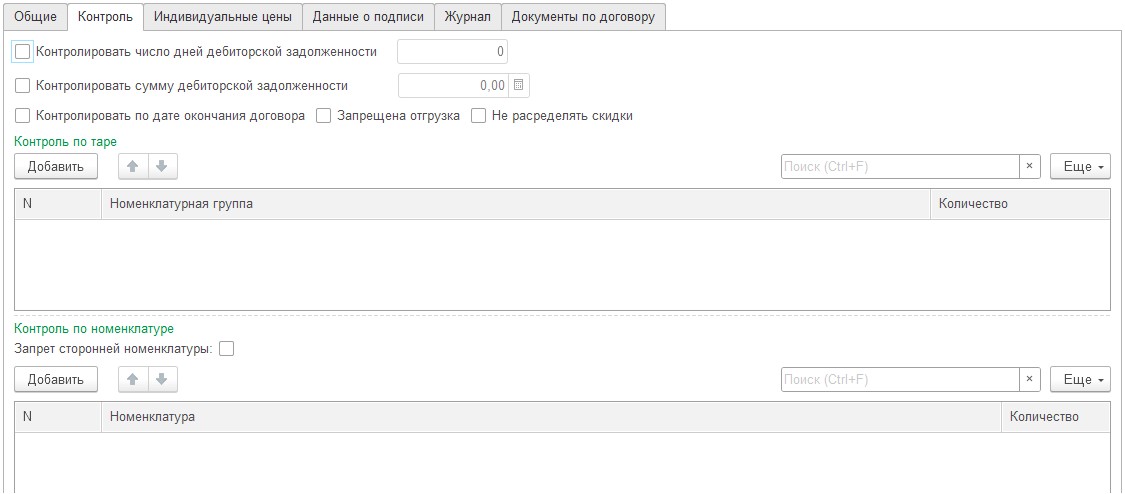 Общие Контроль Индивидуальные цены Данные о подписи Журнал Документы по договору
Контролировать число дней дебиторской задолженности 0
Контролировать сумму дебиторской задолженности 0,00
Контролировать по дате окончания договора Запрещена отгрузка Не расределять скидки
Контроль по таре
Добавить Поиск (Ctrl+F) × Еще
N Номенклатурная группа Количество
Контроль по номенклатуре
Запрет сторонней номенклатуры:
Добавить Поиск (Ctrl+F) × Еще
N Номенклатура Количество